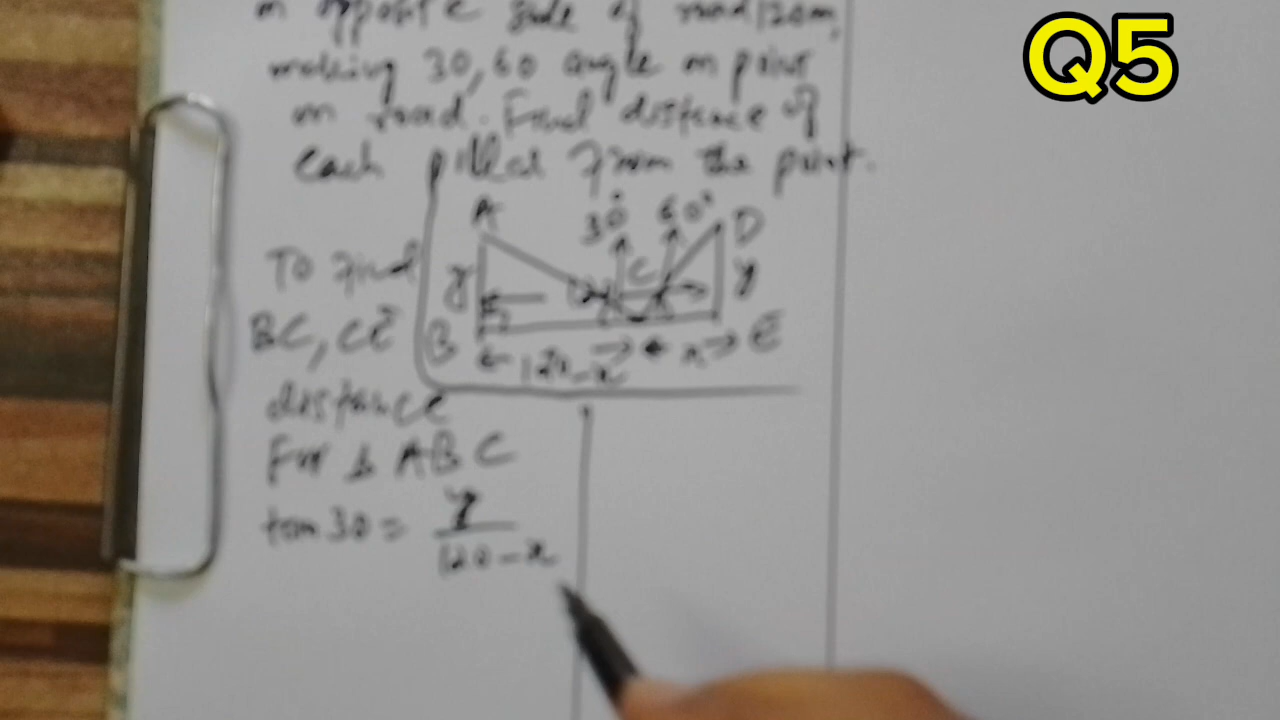 Q5
on opposite side of road 120m,
making 30, 60 angle on point
on road. Find distance of
each pillar from the point.
A 30° 60° D
To find
y C y
BC, CE
B 120-x x E
distance
For Δ ABC
tan 30 = y
120-x